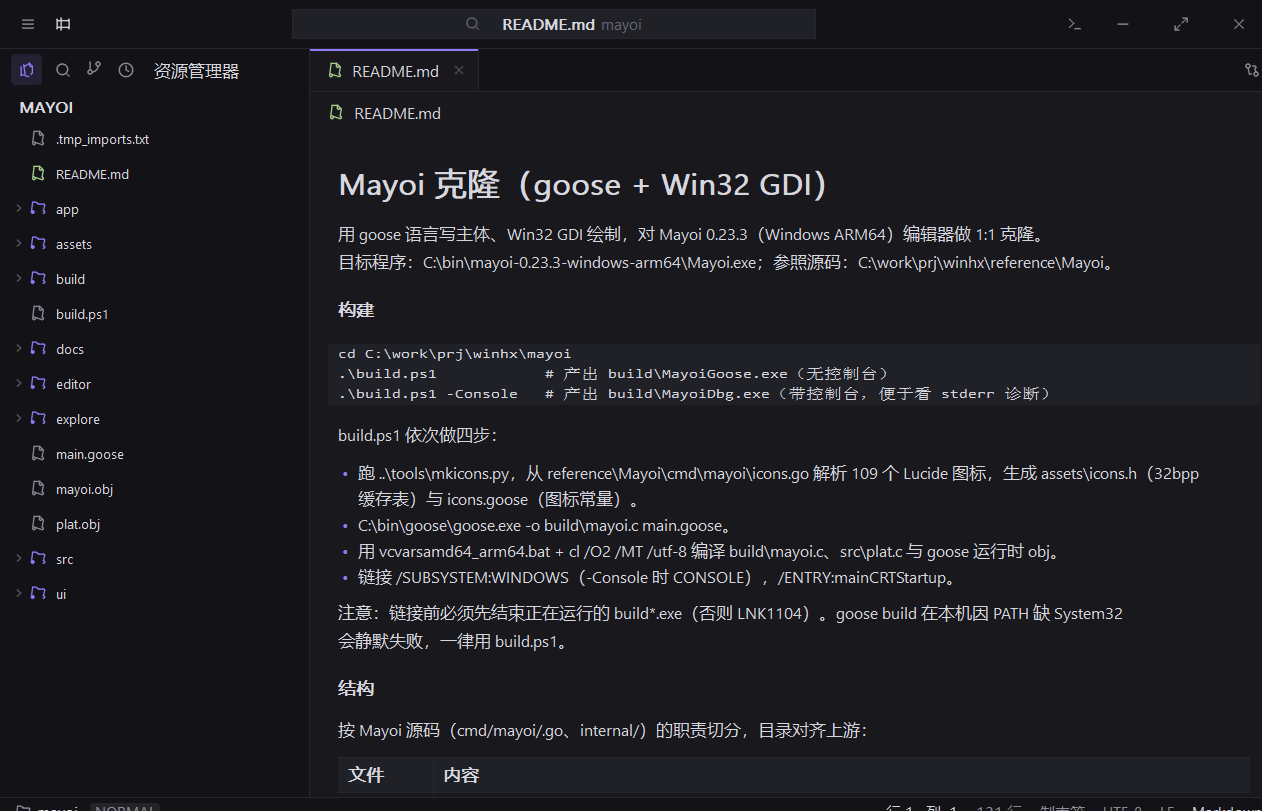 README.md mayoi
资源管理器
README.md
MAYOI
README.md
.tmp_imports.txt
README.md
app
assets
build
build.ps1
docs
editor
explore
main.goose
mayoi.obj
plat.obj
src
ui
Mayoi 克隆（goose + Win32 GDI）
用 goose 语言写主体、Win32 GDI 绘制，对 Mayoi 0.23.3（Windows ARM64）编辑器做 1:1 克隆。
目标程序：C:\bin\mayoi-0.23.3-windows-arm64\Mayoi.exe；参照源码：C:\work\prj\winhx\reference\Mayoi。
构建
cd C:\work\prj\winhx\mayoi
.\build.ps1 # 产出 build\MayoiGoose.exe（无控制台）
.\build.ps1 -Console # 产出 build\MayoiDbg.exe（带控制台，便于看 stderr 诊断）
build.ps1 依次做四步：
• 跑 ..\tools\mkicons.py，从 reference\Mayoi\cmd\mayoi\icons.go 解析 109 个 Lucide 图标，生成 assets\icons.h（32bpp
缓存表）与 icons.goose（图标常量）。
• C:\bin\goose\goose.exe -o build\mayoi.c main.goose。
• 用 vcvarsamd64_arm64.bat + cl /O2 /MT /utf-8 编译 build\mayoi.c、src\plat.c 与 goose 运行时 obj。
• 链接 /SUBSYSTEM:WINDOWS（-Console 时 CONSOLE），/ENTRY:mainCRTStartup。
注意：链接前必须先结束正在运行的 build*.exe（否则 LNK1104）。goose build 在本机因 PATH 缺 System32
会静默失败，一律用 build.ps1。
结构
按 Mayoi 源码（cmd/mayoi/.go、internal/）的职责切分，目录对齐上游：
文件 内容
mayoi NORMAL 行 1，列 1 131 行 制表符 UTF-8 LF Markdown